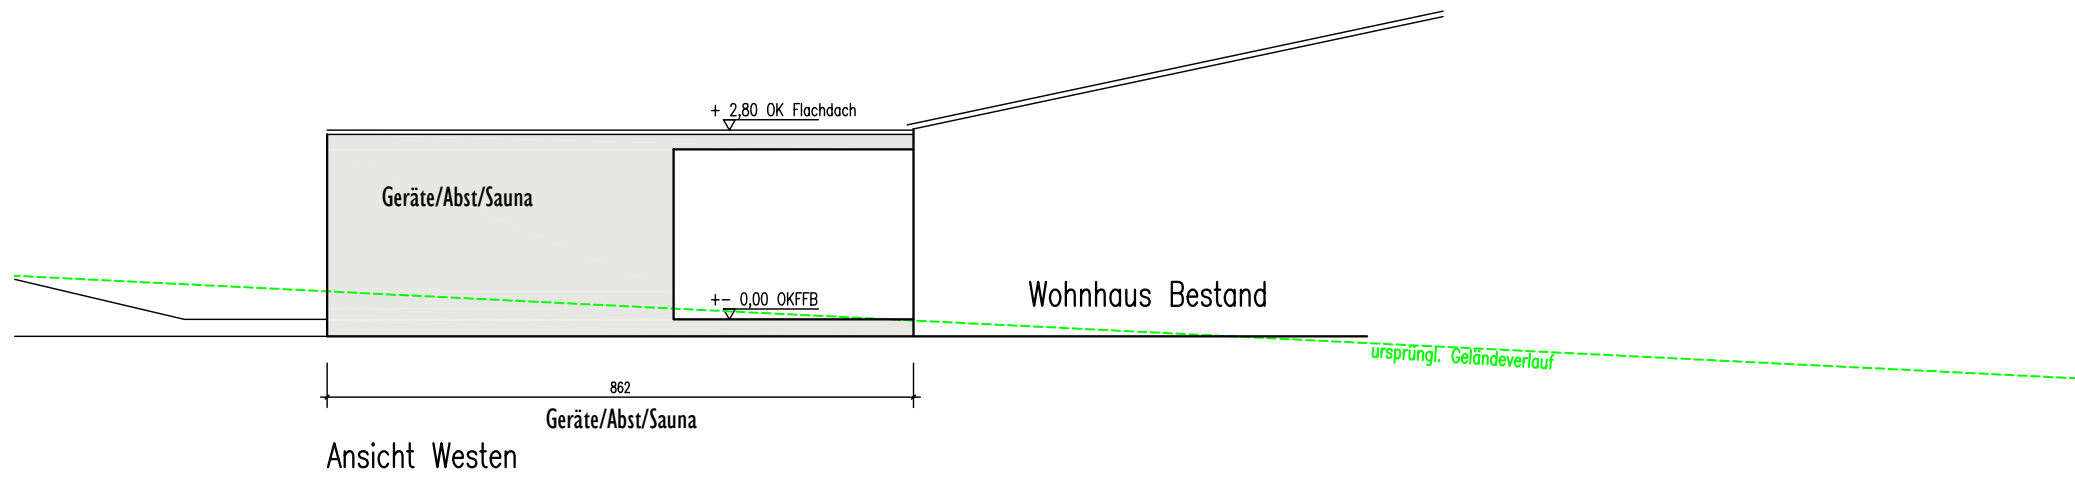 + 2,80 OK Flachdach
Geräte/Abst/Sauna
+- 0,00 OKFFB
Wohnhaus Bestand
ursprüngl. Geländeverlauf
862
Geräte/Abst/Sauna
Ansicht Westen